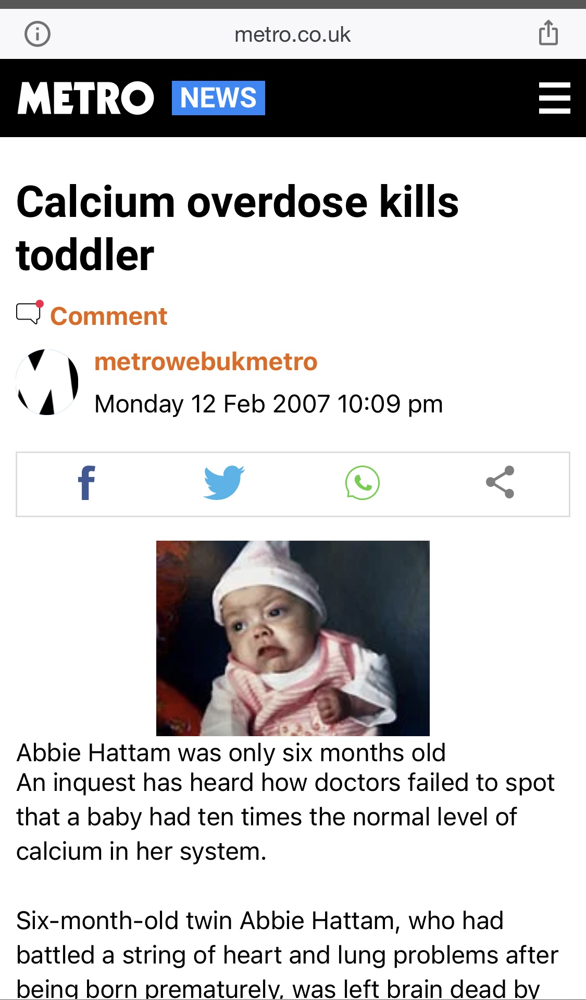 metro.co.uk
METRO NEWS
Calcium overdose kills
toddler
Comment
metrowebukmetro
Monday 12 Feb 2007 10:09 pm
Abbie Hattam was only six months old
An inquest has heard how doctors failed to spot
that a baby had ten times the normal level of
calcium in her system.
Six-month-old twin Abbie Hattam, who had
battled a string of heart and lung problems after
being born prematurely, was left brain dead by